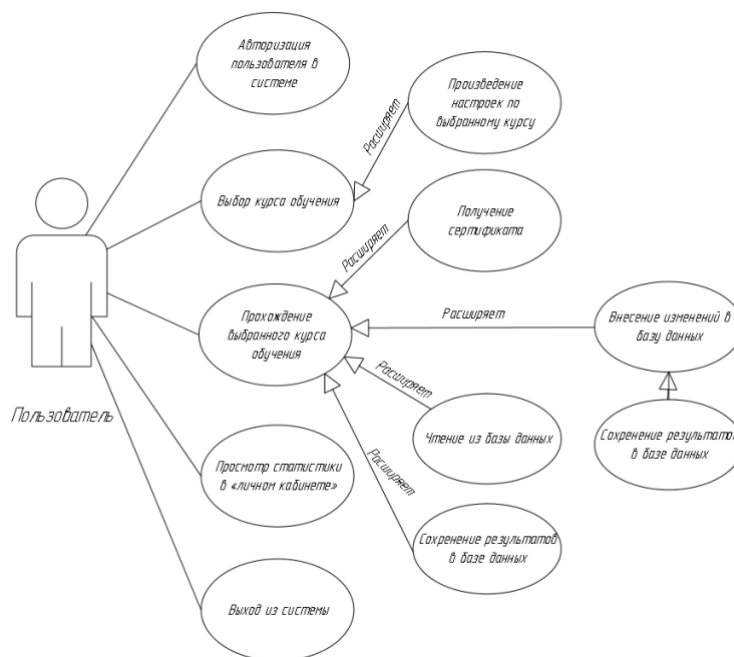 Авторизация
пользователя в
системе
Произведение
настроек по
выбранному курсу
Расширяет
Выбор курса обучения
Получение
сертификата
Расширяет
Прохождение
выбранного курса
обучения
Расширяет
Внесение изменений в
базу данных
Расширяет
Пользователь
Чтение из базы данных
Сохренение результатов
в базе данных
Расширяет
Просмотр статистики
в «личном кабинете»
Сохренение результатов
в базе данных
Выход из системы